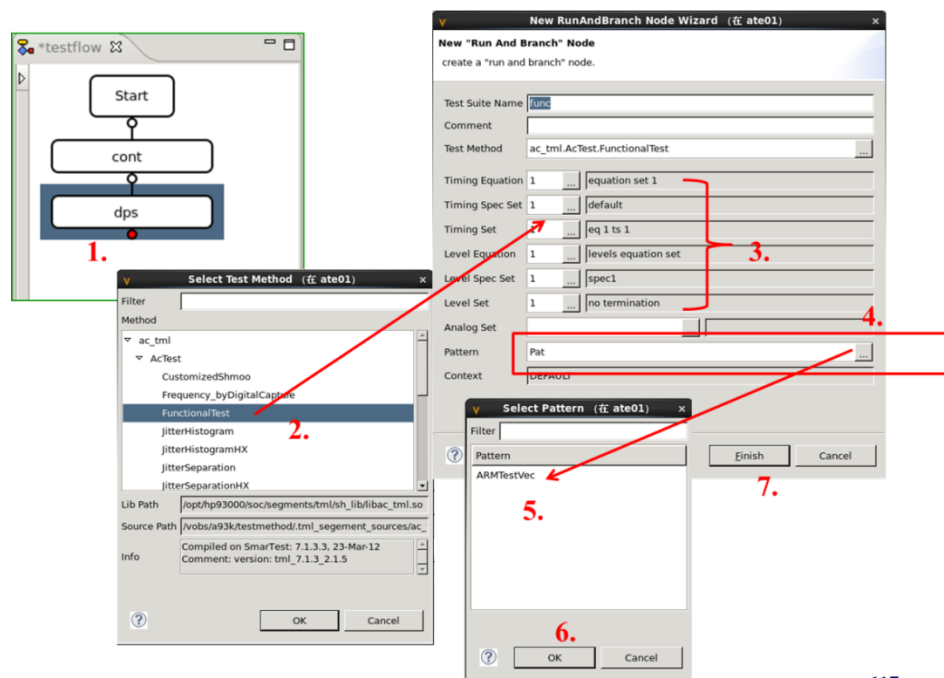 *testflow
Start
cont
dps
1.
New RunAndBranch Node Wizard （在 ate01）
New "Run And Branch" Node
create a "run and branch" node.
Test Suite Name func
Comment
Test Method ac_tml.AcTest.FunctionalTest ...
Timing Equation 1 ... equation set 1
Timing Spec Set 1 ... default
Timing Set 1 ... eq 1 ts 1
Level Equation 1 ... levels equation set
Level Spec Set 1 ... spec1
Level Set 1 ... no termination
3.
Analog Set
4.
Pattern Pat ...
Context DEFAULT
Finish Cancel
7.
Select Test Method （在 ate01）
Filter
Method
ac_tml
AcTest
CustomizedShmoo
Frequency_byDigitalCapture
FunctionalTest
2.
JitterHistogram
JitterHistogramHX
JitterSeparation
JitterSeparationHX
Lib Path /opt/hp93000/soc/segments/tml/sh_lib/libac_tml.so
Source Path /vobs/a93k/testmethod/.tml_segement_sources/ac_
Info Compiled on SmarTest: 7.1.3.3, 23-Mar-12
Comment: version: tml_7.1.3_2.1.5
OK Cancel
Select Pattern （在 ate01）
Filter
Pattern
ARMTestVec
5.
6.
OK Cancel